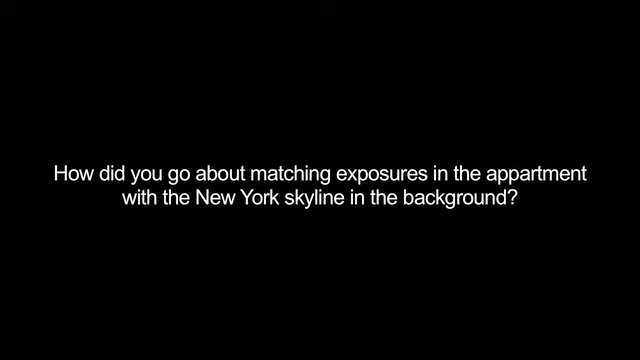 How did you go about matching exposures in the appartment
with the New York skyline in the background?